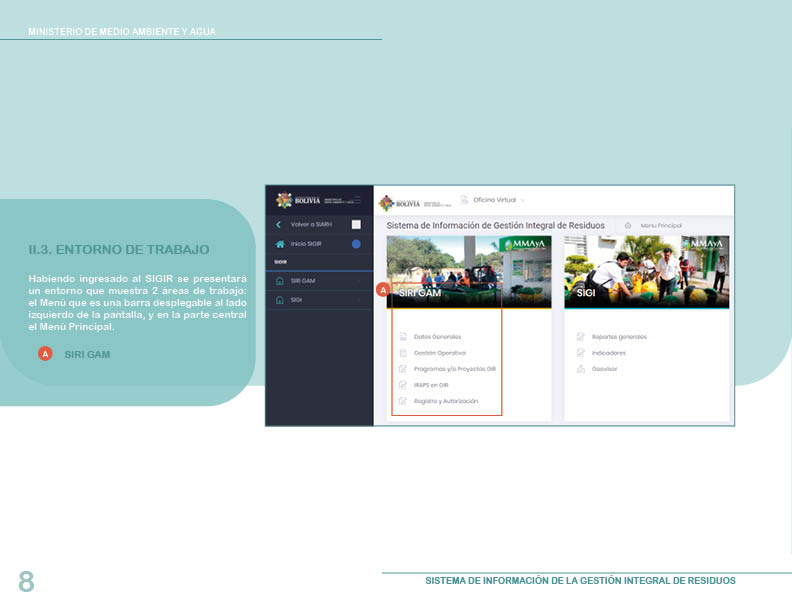 MINISTERIO DE MEDIO AMBIENTE Y AGUA
II.3. ENTORNO DE TRABAJO
Habiendo ingresado al SIGIR se presentará
un entorno que muestra 2 áreas de trabajo:
el Menú que es una barra desplegable al lado
izquierdo de la pantalla, y en la parte central
el Menú Principal.
A SIRI GAM
BOLIVIA
Volver a SIARH
Inicio SIGIR
SIGIR
SIRI GAM
SIGI
BOLIVIA
Oficina Virtual
Sistema de Información de Gestión Integral de Residuos
Menu Principal
MMAyA
A SIRI GAM
Datos Generales
Gestión Operativa
Programas y/o Proyectos GIR
IRAPS en GIR
Registro y Autorización
MMAyA
SIGI
Reportes generales
Indicadores
Geovisor
8
SISTEMA DE INFORMACIÓN DE LA GESTIÓN INTEGRAL DE RESIDUOS